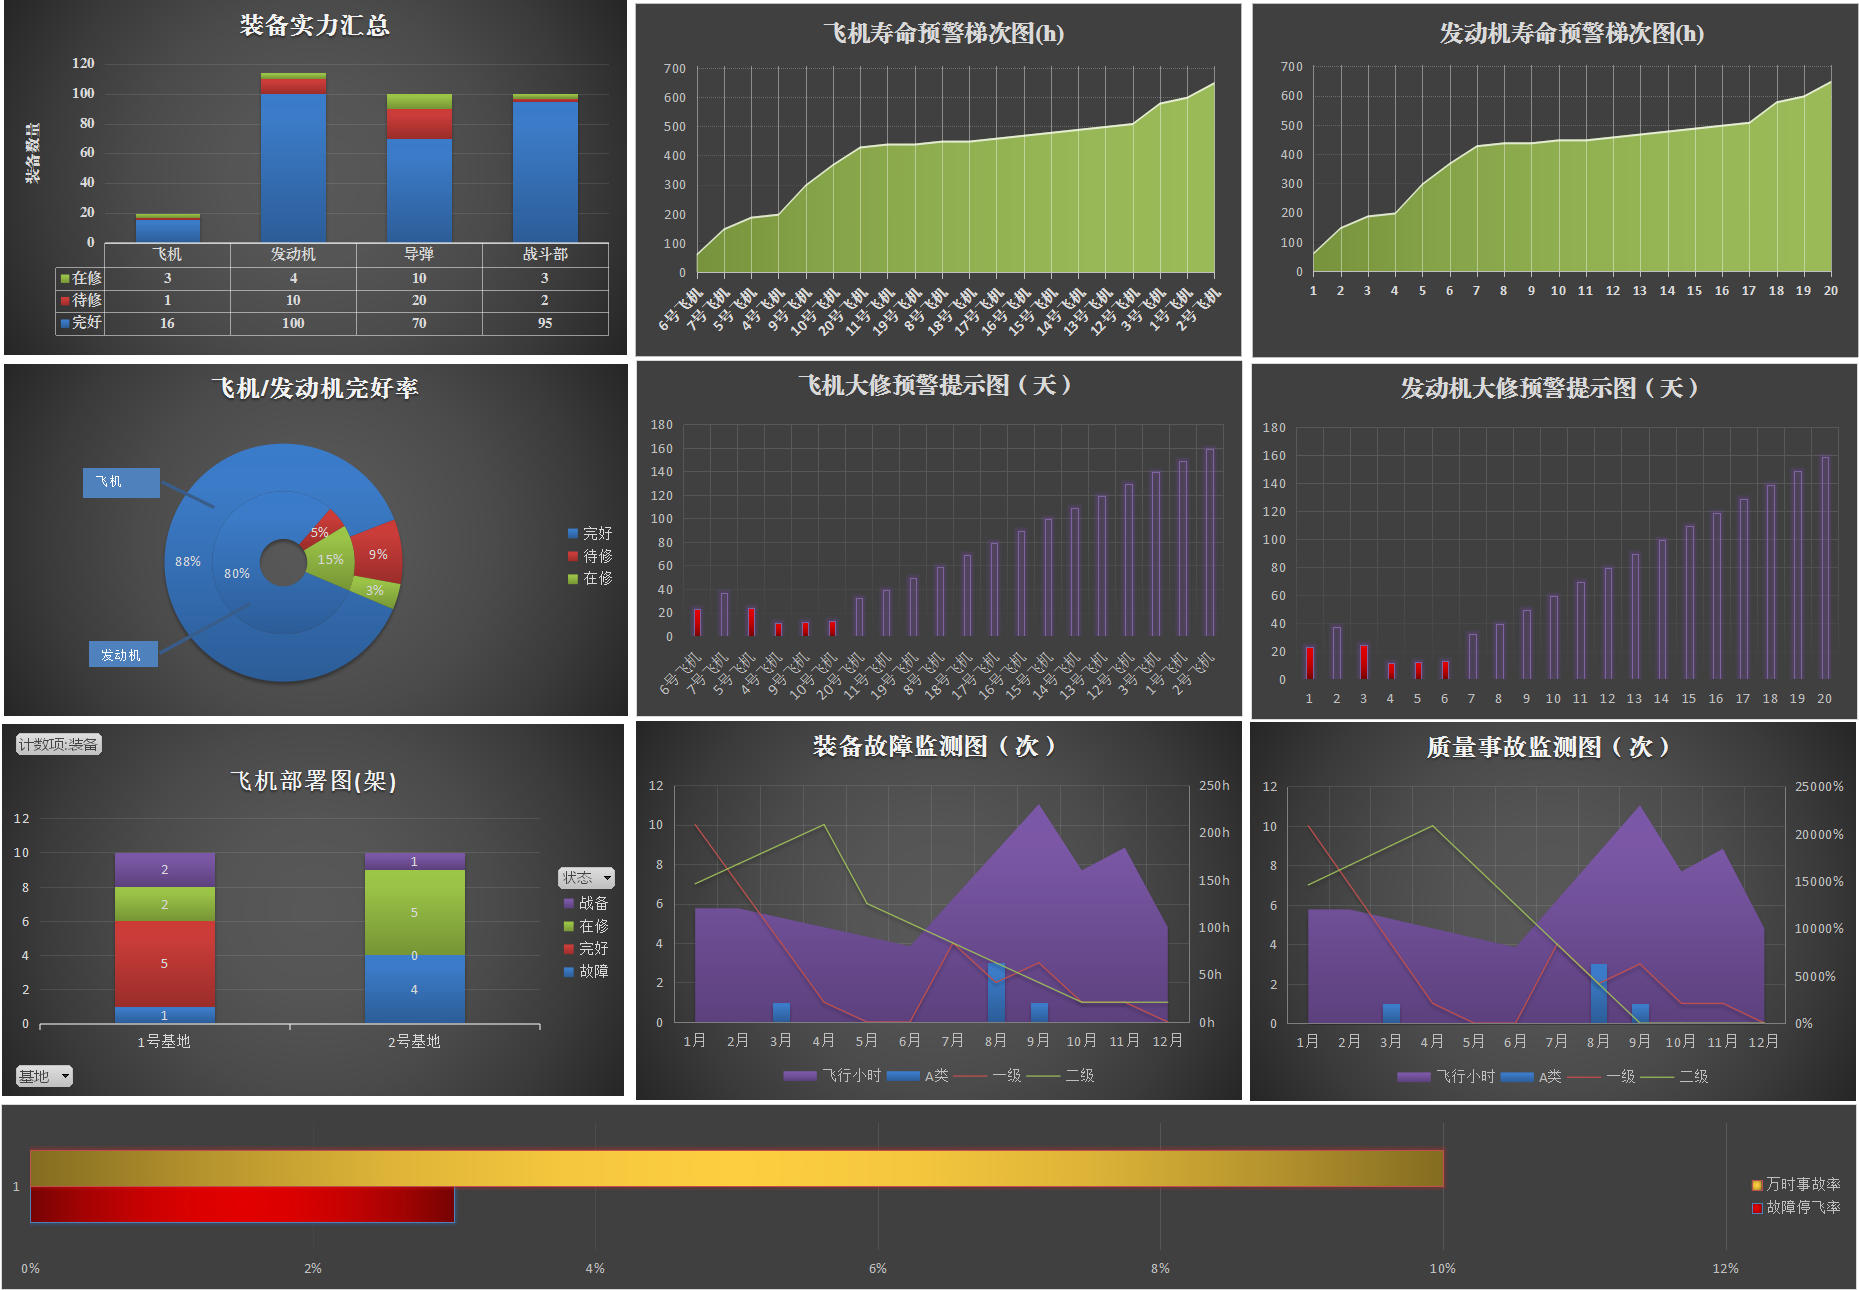 装备实力汇总
120
100
80
60
40
20
0
装备数量
飞机 发动机 导弹 战斗部
在修 3 4 10 3
待修 1 10 20 2
完好 16 100 70 95
飞机寿命预警梯次图(h)
700
600
500
400
300
200
100
0
6号飞机 7号飞机 5号飞机 4号飞机 9号飞机 10号飞机 20号飞机 11号飞机 19号飞机 8号飞机 18号飞机 17号飞机 16号飞机 15号飞机 14号飞机 13号飞机 12号飞机 3号飞机 1号飞机 2号飞机
发动机寿命预警梯次图(h)
700
600
500
400
300
200
100
0
1 2 3 4 5 6 7 8 9 10 11 12 13 14 15 16 17 18 19 20
飞机/发动机完好率
飞机
发动机
5%
15%
9%
3%
88%
80%
完好
待修
在修
飞机大修预警提示图（天）
180
160
140
120
100
80
60
40
20
0
6号飞机 7号飞机 5号飞机 4号飞机 9号飞机 10号飞机 20号飞机 11号飞机 19号飞机 8号飞机 18号飞机 17号飞机 16号飞机 15号飞机 14号飞机 13号飞机 12号飞机 3号飞机 1号飞机 2号飞机
发动机大修预警提示图（天）
180
160
140
120
100
80
60
40
20
0
1 2 3 4 5 6 7 8 9 10 11 12 13 14 15 16 17 18 19 20
计数项:装备
飞机部署图(架)
12
10
8
6
4
2
0
2
2
5
1
1
5
0
4
1号基地 2号基地
状态
战备
在修
完好
故障
基地
装备故障监测图（次）
12
10
8
6
4
2
0
250h
200h
150h
100h
50h
0h
1月 2月 3月 4月 5月 6月 7月 8月 9月 10月 11月 12月
飞行小时 A类 一级 二级
质量事故监测图（次）
12
10
8
6
4
2
0
25000%
20000%
15000%
10000%
5000%
0%
1月 2月 3月 4月 5月 6月 7月 8月 9月 10月 11月 12月
飞行小时 A类 一级 二级
1
万时事故率
故障停飞率
0% 2% 4% 6% 8% 10% 12%